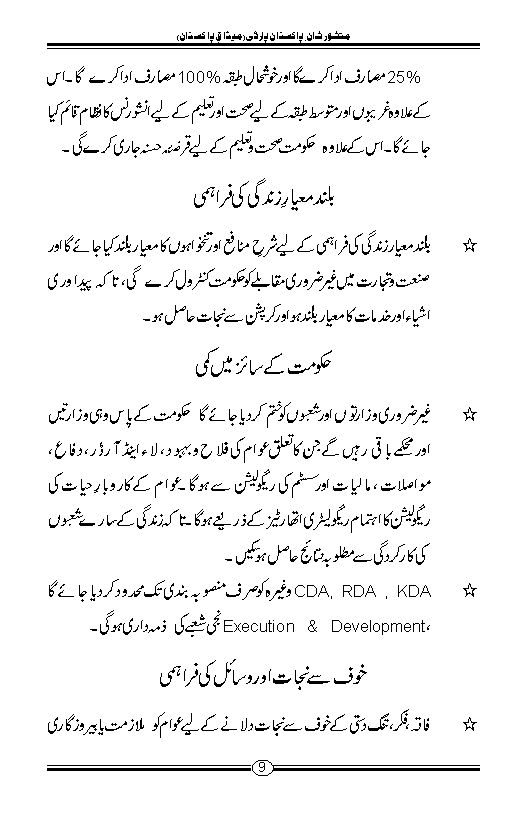 منشور شانِ پاکستان پارٹی (میثاقِ پاکستان)
25% مصارف ادا کرے گا اور خوشحال طبقہ 100% مصارف ادا کرے گا۔ اس
کے علاوہ غریبوں اور متوسط طبقہ کے لیے صحت اور تعلیم کے لیے انشورنس کا نظام قائم کیا
جائے گا۔ اس کے علاوہ حکومت صحت و تعلیم کے لیے قرضۂ حسنہ جاری کرے گی۔
بلند معیارِ زندگی کی فراہمی
☆ بلند معیار زندگی کی فراہمی کے لیے شرحِ منافع اور تنخواہوں کا معیار بلند کیا جائے گا اور
صنعت و تجارت میں غیر ضروری مقابلے کو حکومت کنٹرول کرے گی، تا کہ پیداوری
اشیاء اور خدمات کا معیار بلند ہو اور کرپشن سے نجات حاصل ہو۔
حکومت کے سائز میں کمی
☆ غیر ضروری وزارتوں اور شعبوں کو ختم کر دیا جائے گا حکومت کے پاس وہی وزارتیں
اور محکمے باقی رہیں گے جن کا تعلق عوام کی فلاح و بہبود، لاء اینڈ آرڈر، دفاع،
مواصلات، مالیات اور سسٹم کی ریگولیشن سے ہوگا۔ عوام کے کاروبارِ حیات کی
ریگولیشن کا اہتمام ریگولیٹری اتھارٹیز کے ذریعے ہوگا۔ تا کہ زندگی کے سارے شعبوں
کی کارکردگی سے مطلوبہ نتائج حاصل ہو سکیں۔
☆ CDA, RDA , KDA وغیرہ کو صرف منصوبہ بندی تک محدود کر دیا جائے گا
، Execution & Development نجی شعبے کی ذمہ داری ہوگی۔
خوف سے نجات اور وسائل کی فراہمی
☆ فاقہ، فکر، تنگ دستی کے خوف سے نجات دلانے کے لیے عوام کو ملازمت یا بیروزگاری
9